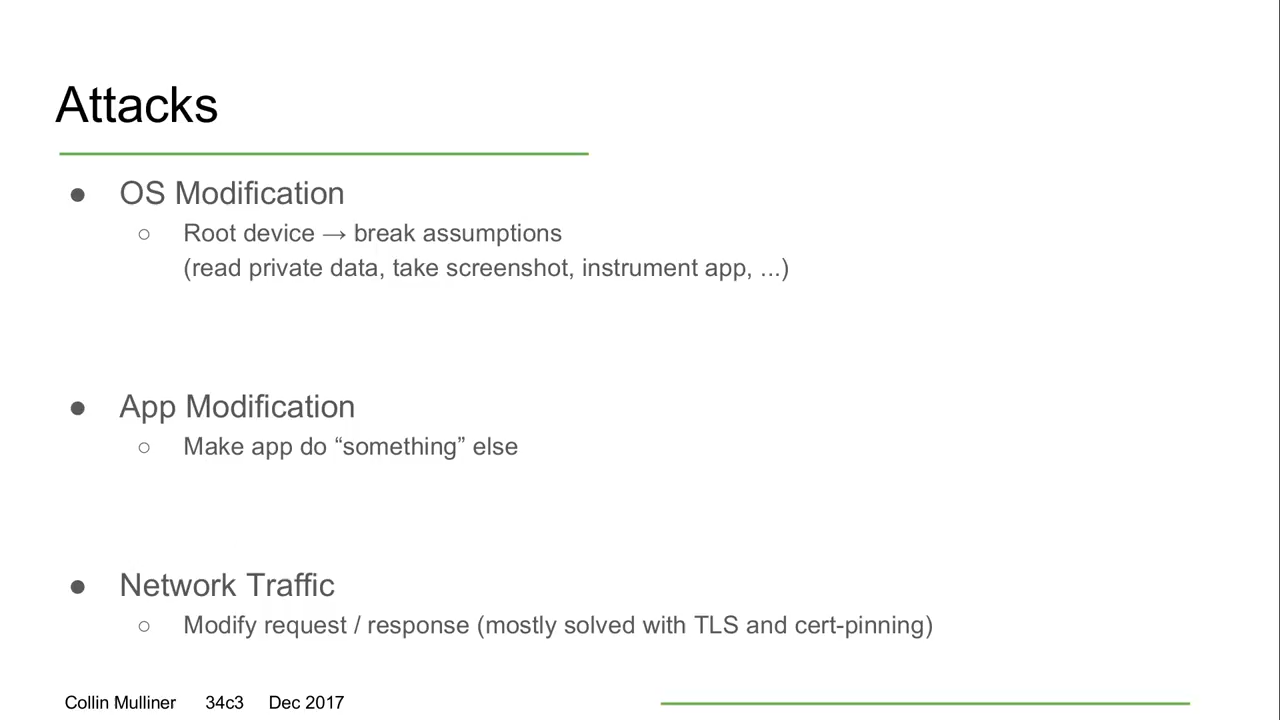 Attacks
● OS Modification
○ Root device → break assumptions
(read private data, take screenshot, instrument app, ...)
● App Modification
○ Make app do “something” else
● Network Traffic
○ Modify request / response (mostly solved with TLS and cert-pinning)
Collin Mulliner 34c3 Dec 2017